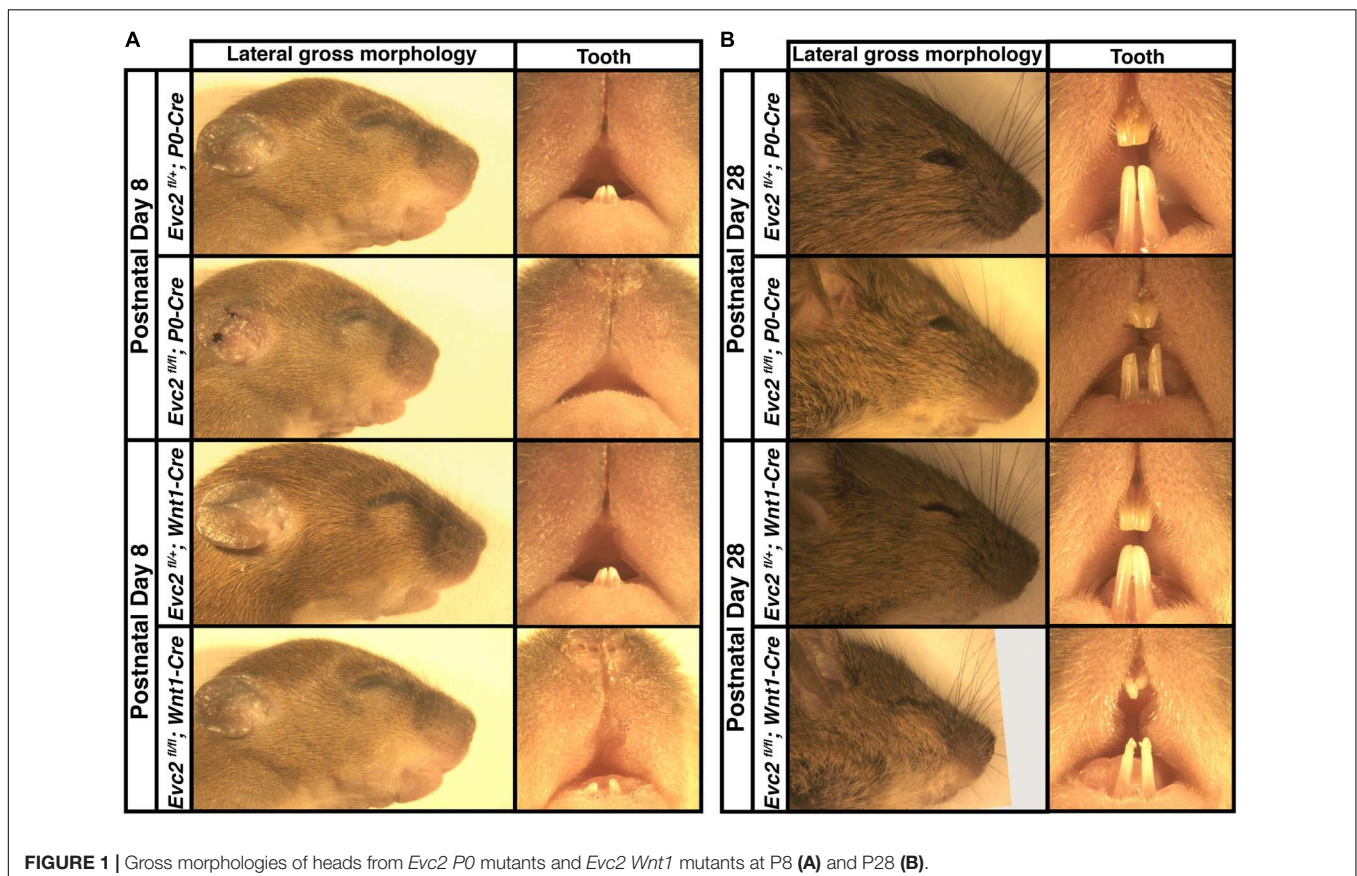 A
Lateral gross morphology
Tooth
Postnatal Day 8
Evc2 fl/+; P0-Cre
Evc2 fl/fl; P0-Cre
Postnatal Day 8
Evc2 fl/+; Wnt1-Cre
Evc2 fl/fl; Wnt1-Cre
B
Lateral gross morphology
Tooth
Postnatal Day 28
Evc2 fl/+; P0-Cre
Evc2 fl/fl; P0-Cre
Postnatal Day 28
Evc2 fl/+; Wnt1-Cre
Evc2 fl/fl; Wnt1-Cre
FIGURE 1 | Gross morphologies of heads from Evc2 P0 mutants and Evc2 Wnt1 mutants at P8 (A) and P28 (B).